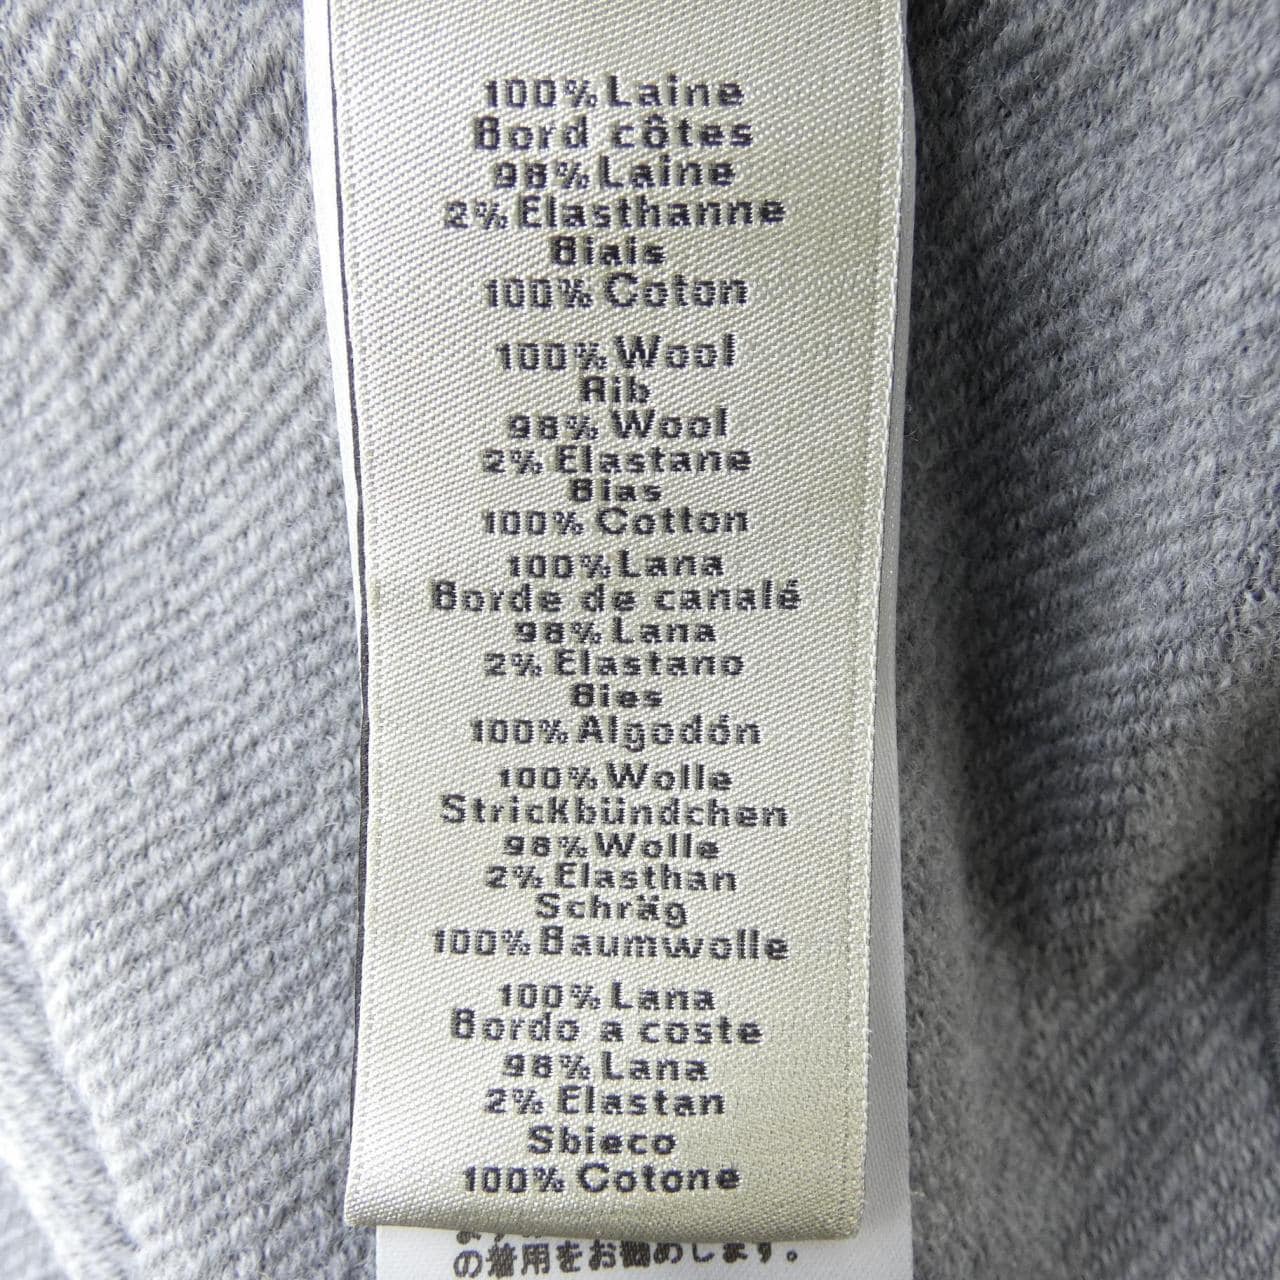 100% Laine
Bord côtes
98% Laine
2% Elasthanne
Biais
100% Coton
100% Wool
Rib
98% Wool
2% Elastane
Bias
100% Cotton
100% Lana
Borde de canalé
98% Lana
2% Elastano
Bies
100% Algodón
100% Wolle
Strickbündchen
98% Wolle
2% Elasthan
Schräg
100% Baumwolle
100% Lana
Bordo a coste
98% Lana
2% Elastan
Sbieco
100% Cotone
の着用をお勧めします。